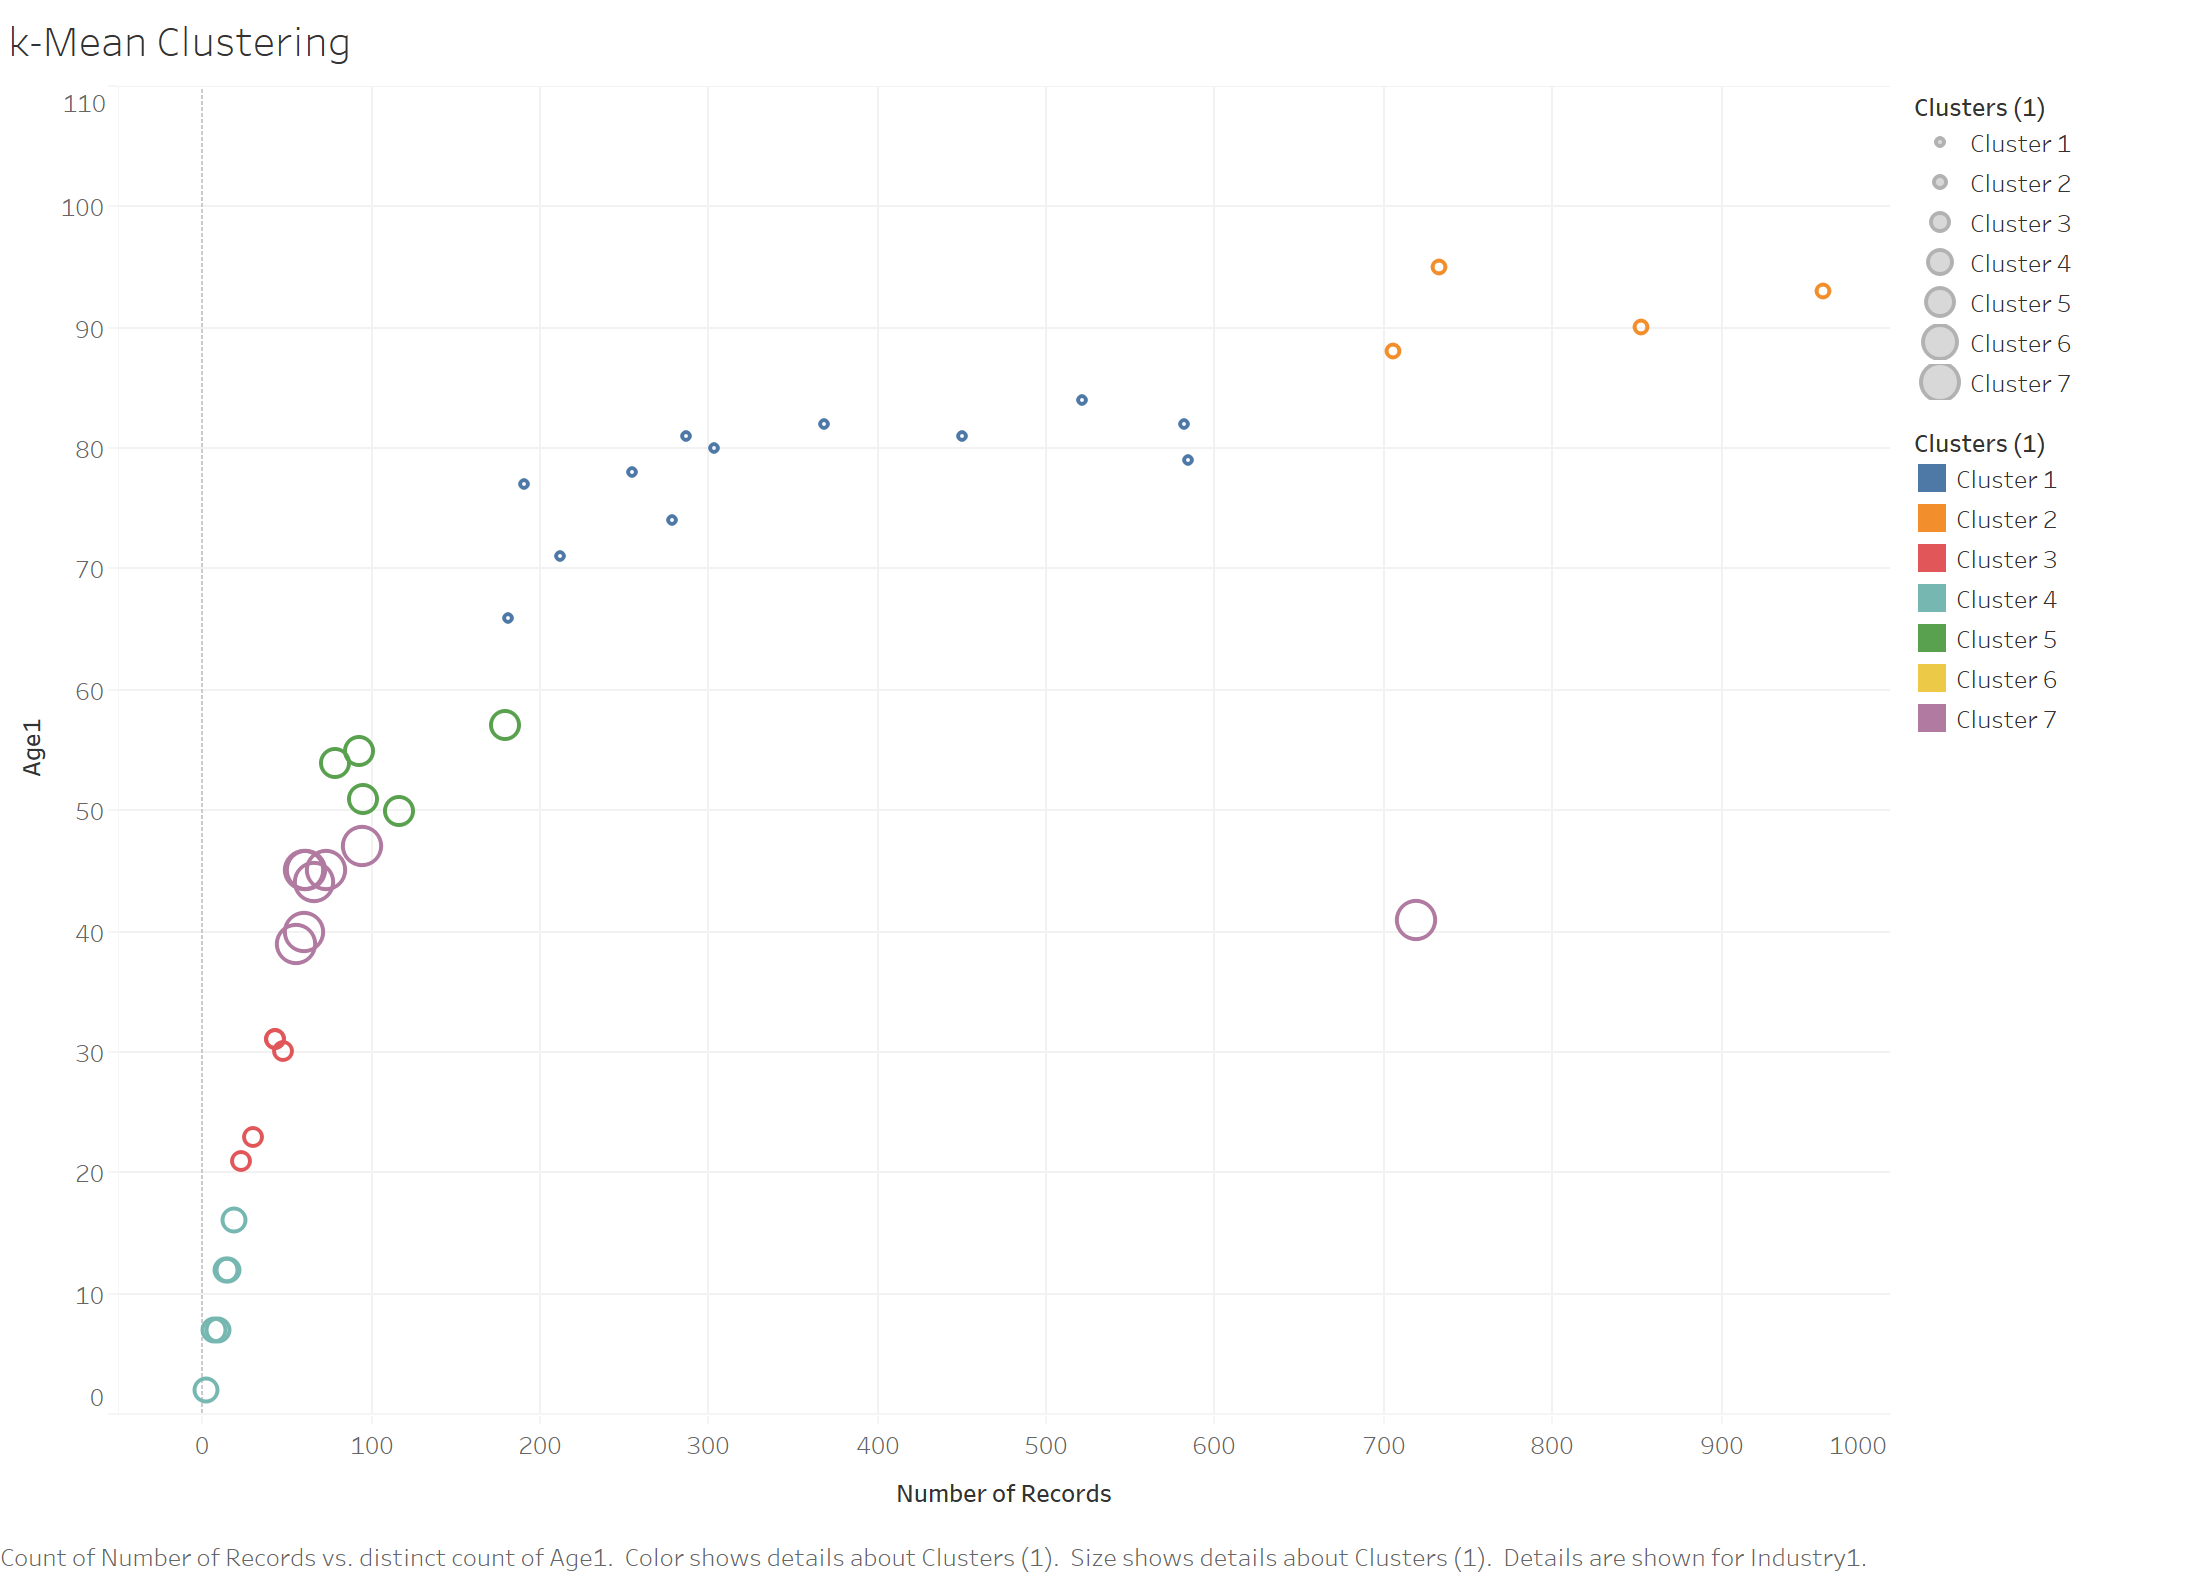 k-Mean Clustering
110
100
90
80
70
60
50
40
30
20
10
0
Age1
0 100 200 300 400 500 600 700 800 900 1000
Number of Records
Clusters (1)
Cluster 1
Cluster 2
Cluster 3
Cluster 4
Cluster 5
Cluster 6
Cluster 7
Clusters (1)
Cluster 1
Cluster 2
Cluster 3
Cluster 4
Cluster 5
Cluster 6
Cluster 7
Count of Number of Records vs. distinct count of Age1.  Color shows details about Clusters (1).  Size shows details about Clusters (1).  Details are shown for Industry1.